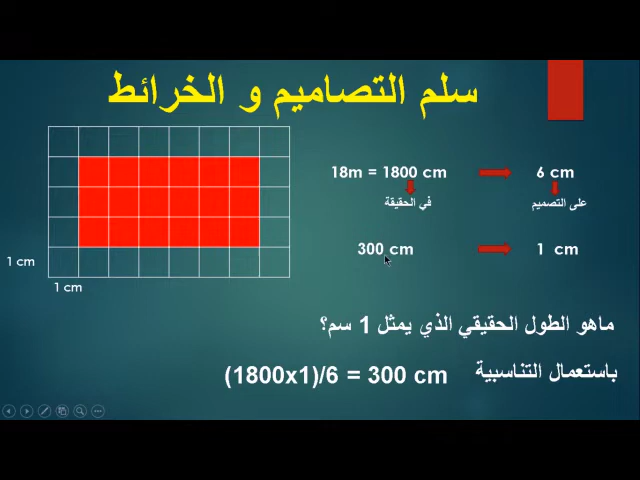 سلم التصاميم و الخرائط
18m = 1800 cm 6 cm
في الحقيقة على التصميم
300 cm 1 cm
1 cm
1 cm
ماهو الطول الحقيقي الذي يمثل 1 سم؟
باستعمال التناسبية (1800x1)/6 = 300 cm